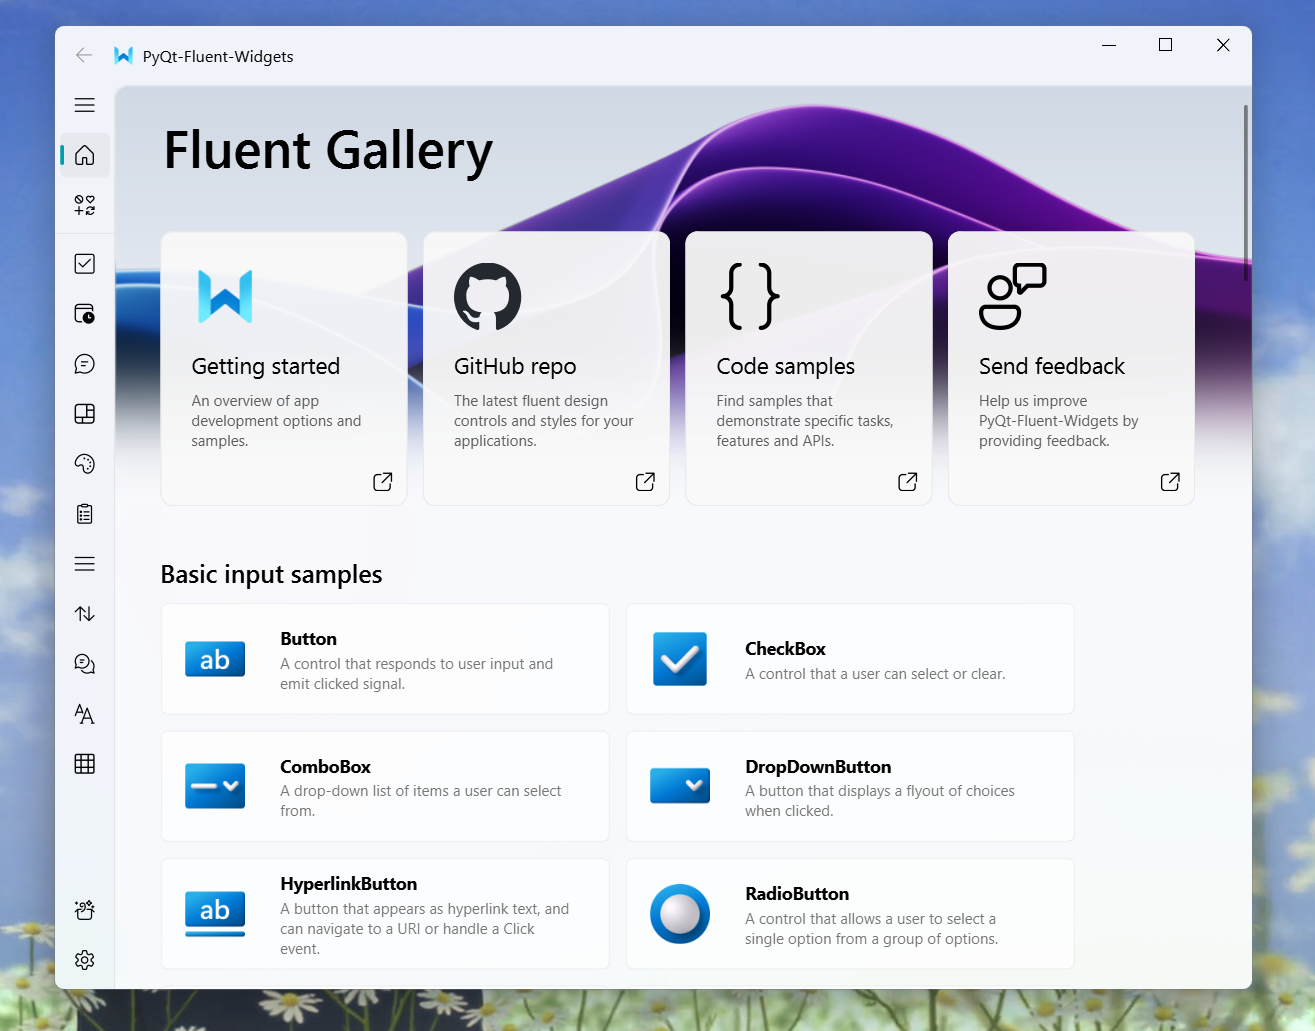 PyQt-Fluent-Widgets
Fluent Gallery
Getting started
An overview of app
development options and
samples.
GitHub repo
The latest fluent design
controls and styles for your
applications.
Code samples
Find samples that
demonstrate specific tasks,
features and APIs.
Send feedback
Help us improve
PyQt-Fluent-Widgets by
providing feedback.
Basic input samples
ab
Button
A control that responds to user input and
emit clicked signal.
CheckBox
A control that a user can select or clear.
ComboBox
A drop-down list of items a user can select
from.
DropDownButton
A button that displays a flyout of choices
when clicked.
ab
HyperlinkButton
A button that appears as hyperlink text, and
can navigate to a URI or handle a Click
event.
RadioButton
A control that allows a user to select a
single option from a group of options.